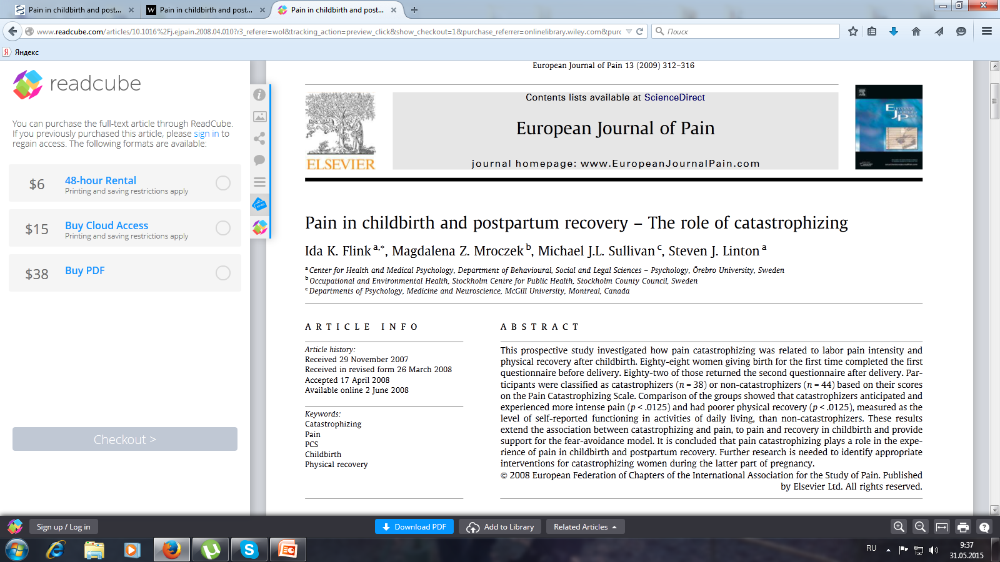 Pain in childbirth and post...
Pain in childbirth and post...
Pain in childbirth and post...
www.readcube.com/articles/10.1016%2Fj.ejpain.2008.04.010?r3_referer=wol&tracking_action=preview_click&show_checkout=1&purchase_referrer=onlinelibrary.wiley.com&purc
Поиск
Яндекс
readcube
You can purchase the full-text article through ReadCube.
If you previously purchased this article, please sign in to
regain access. The following formats are available:
$6 48-hour Rental
Printing and saving restrictions apply
$15 Buy Cloud Access
Printing and saving restrictions apply
$38 Buy PDF
Checkout >
European Journal of Pain 13 (2009) 312–316
ELSEVIER
Contents lists available at ScienceDirect
European Journal of Pain
journal homepage: www.EuropeanJournalPain.com
Pain in childbirth and postpartum recovery – The role of catastrophizing
Ida K. Flink a,*, Magdalena Z. Mroczek b, Michael J.L. Sullivan c, Steven J. Linton a
a Center for Health and Medical Psychology, Department of Behavioural, Social and Legal Sciences – Psychology, Örebro University, Sweden
b Occupational and Environmental Health, Stockholm Centre for Public Health, Stockholm County Council, Sweden
c Departments of Psychology, Medicine and Neuroscience, McGill University, Montreal, Canada
ARTICLE INFO
Article history:
Received 29 November 2007
Received in revised form 26 March 2008
Accepted 17 April 2008
Available online 2 June 2008
Keywords:
Catastrophizing
Pain
PCS
Childbirth
Physical recovery
ABSTRACT
This prospective study investigated how pain catastrophizing was related to labor pain intensity and
physical recovery after childbirth. Eighty-eight women giving birth for the first time completed the first
questionnaire before delivery. Eighty-two of those returned the second questionnaire after delivery. Par-
ticipants were classified as catastrophizers (n = 38) or non-catastrophizers (n = 44) based on their scores
on the Pain Catastrophizing Scale. Comparison of the groups showed that catastrophizers anticipated and
experienced more intense pain (p < .0125) and had poorer physical recovery (p < .0125), measured as the
level of self-reported functioning in activities of daily living, than non-catastrophizers. These results
extend the association between catastrophizing and pain, to pain and recovery in childbirth and provide
support for the fear-avoidance model. It is concluded that pain catastrophizing plays a role in the expe-
rience of pain in childbirth and postpartum recovery. Further research is needed to identify appropriate
interventions for catastrophizing women during the latter part of pregnancy.
© 2008 European Federation of Chapters of the International Association for the Study of Pain. Published
by Elsevier Ltd. All rights reserved.
Sign up / Log in
Download PDF
Add to Library
Related Articles
RU
9:37
31.05.2015